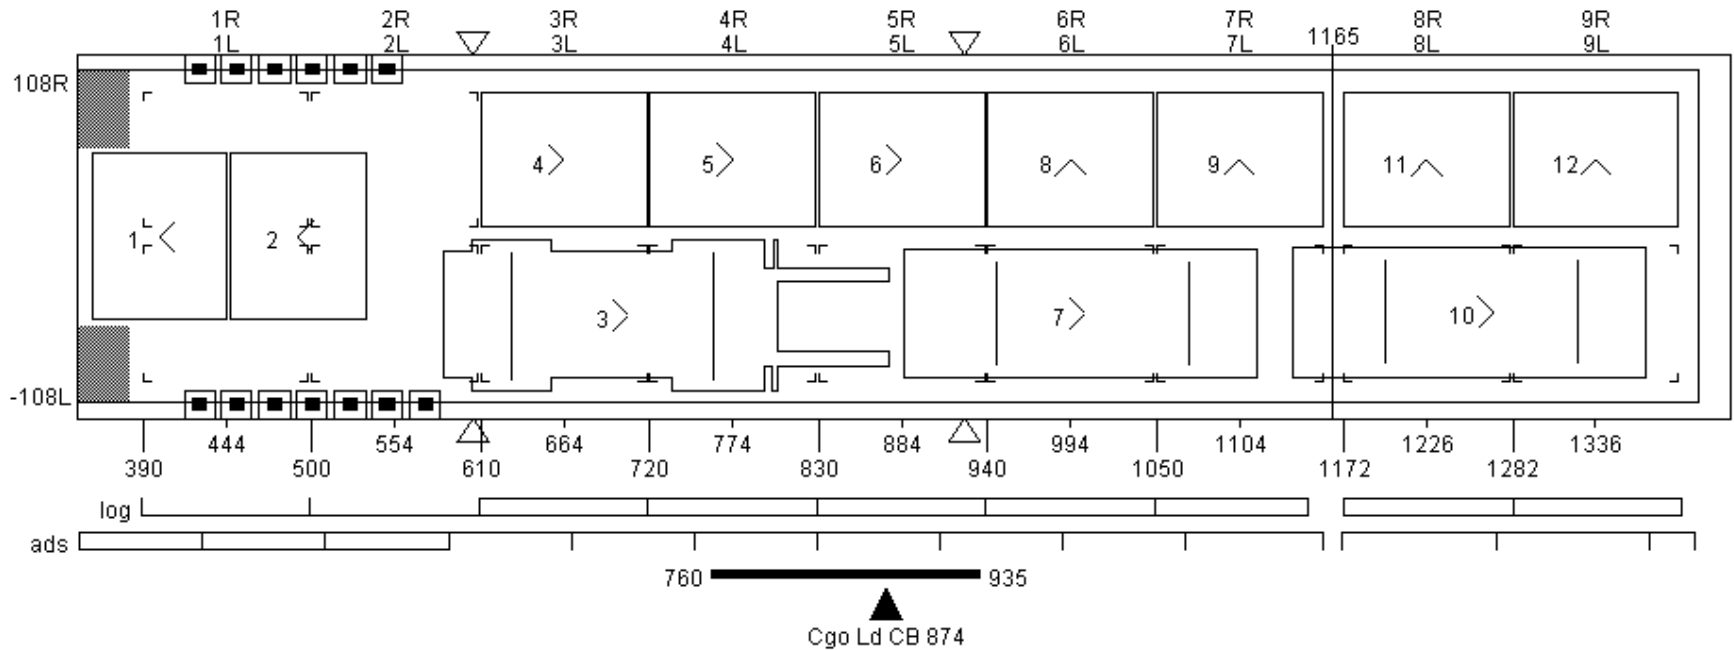 1R 2R 3R 4R 5R 6R 7R 8R 9R
1L 2L 3L 4L 5L 6L 7L 1165 8L 9L
108R
4 5 6 8 9 11 12
1 2
3 7 10
-108L
444 554 664 774 884 994 1104 1226 1336
390 500 610 720 830 940 1050 1172 1282
log
ads
760 935
Cgo Ld CB 874